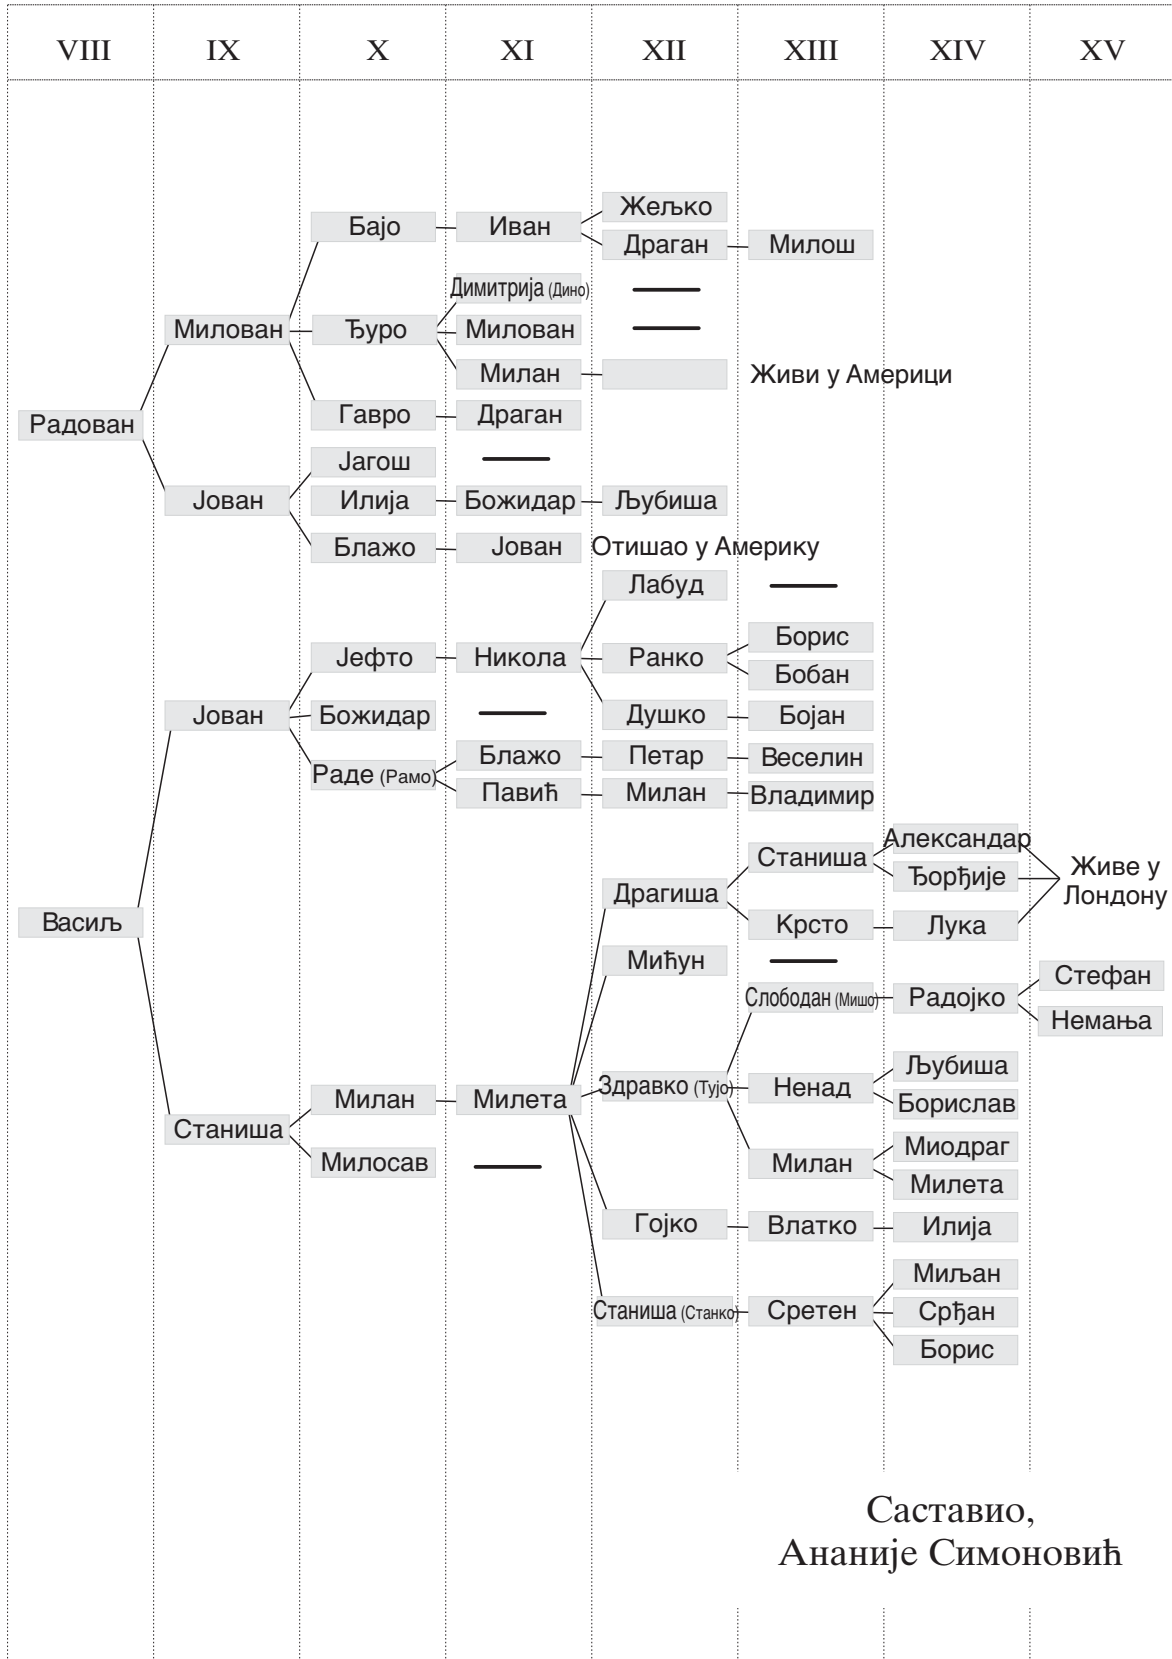 VIII IX X XI XII XIII XIV XV
Жељко
Бајо Иван
Драган Милош
Димитрија (Дино)
Милован Ђуро Милован
Милан Живи у Америци
Радован Гавро Драган
Јагош
Јован Илија Божидар Љубиша
Блажо Јован Отишао у Америку
Лабуд
Борис
Јефто Никола Ранко
Бобан
Јован Божидар Душко Бојан
Блажо Петар Веселин
Раде (Рамо)
Павић Милан Владимир
Александар
Станиша
Живе у
Ђорђије
Драгиша Лондону
Васиљ Крсто Лука
Мићун
Стефан
Слободан (Мишо) Радојко
Немања
Љубиша
Здравко (Тујо) Ненад
Милан Милета Борислав
Станиша Миодраг
Милосав Милан
Милета
Гојко Влатко Илија
Миљан
Станиша (Станко) Сретен Срђан
Борис
Саставио,
Ананије Симоновић